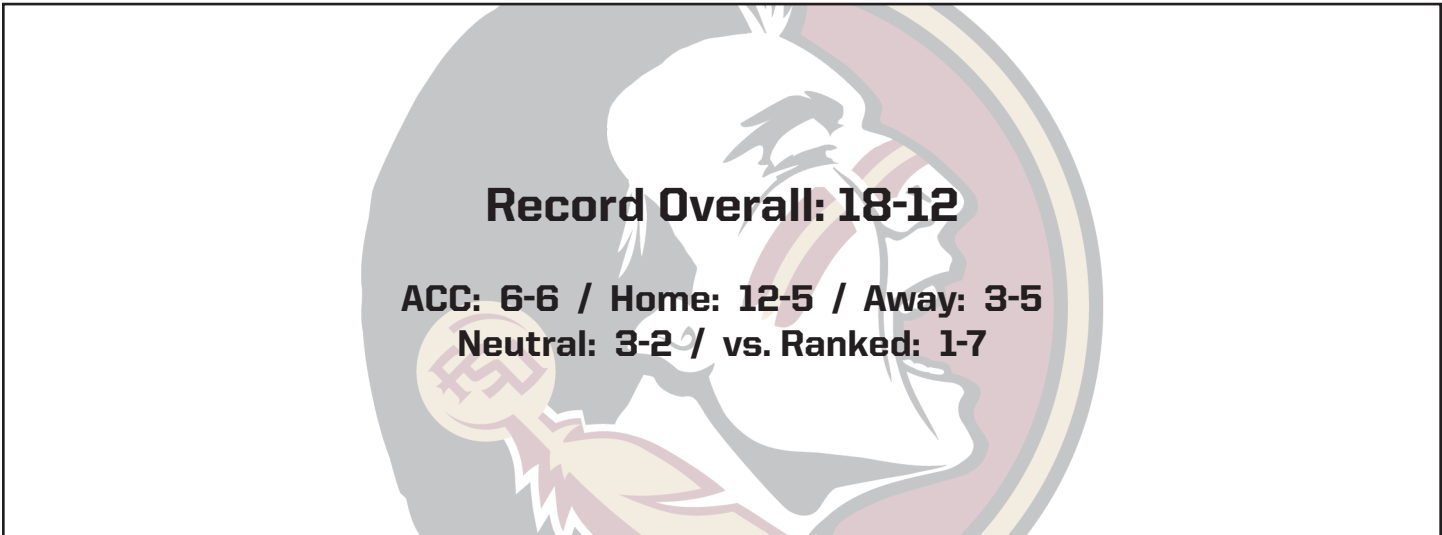 Record Overall: 18-12
ACC: 6-6 / Home: 12-5 / Away: 3-5
Neutral: 3-2 / vs. Ranked: 1-7
FSU